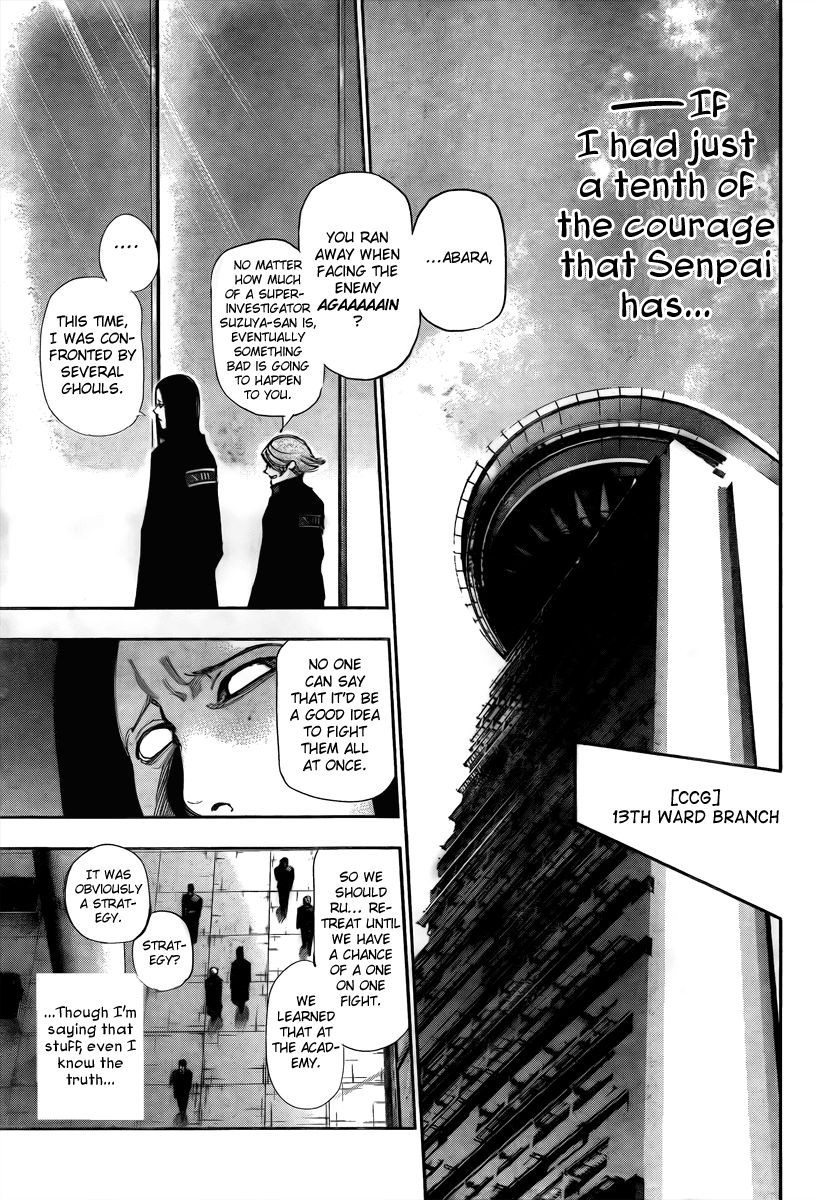 ——If
I had just
a tenth of
the courage
that Senpai
has...
[CCG]
13TH WARD BRANCH
...ABARA,
YOU RAN
AWAY WHEN
FACING THE
ENEMY
AGAAAAAIN
?
NO MATTER
HOW MUCH
OF A SUPER-
INVESTIGATOR
SUZUYA-SAN IS,
EVENTUALLY
SOMETHING
BAD IS GOING
TO HAPPEN
TO YOU.
....
THIS TIME,
I WAS CON-
FRONTED BY
SEVERAL
GHOULS.
XIII
XIII
NO ONE
CAN SAY
THAT IT'D BE
A GOOD IDEA
TO FIGHT
THEM ALL
AT ONCE.
SO WE
SHOULD
RU... RE-
TREAT UNTIL
WE HAVE
A CHANCE
OF A ONE
ON ONE
FIGHT.
WE
LEARNED
THAT AT
THE ACAD-
EMY.
STRAT-
EGY?
IT WAS
OBVIOUSLY
A STRAT-
EGY.
...Though I'm
saying that
stuff, even I
know the
truth...